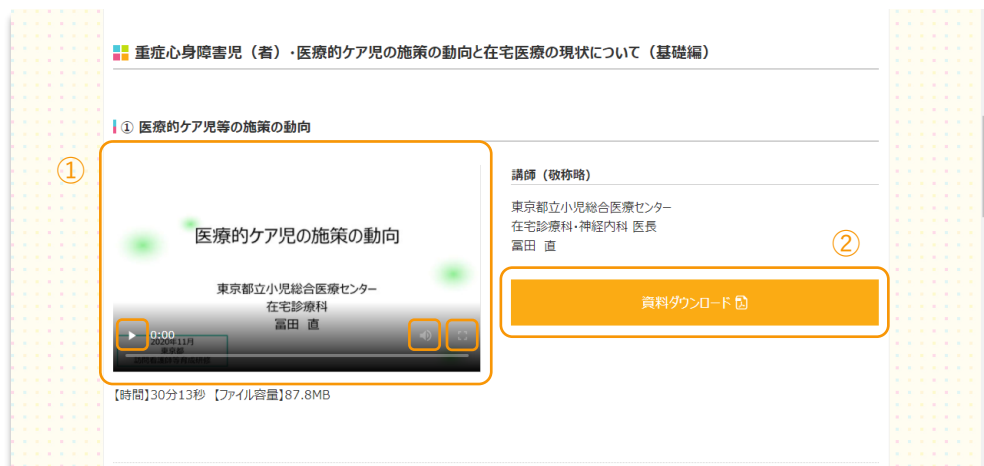 重症心身障害児（者）・医療的ケア児の施策の動向と在宅医療の現状について（基礎編）
① 医療的ケア児等の施策の動向
①
医療的ケア児の施策の動向
東京都立小児総合医療センター
在宅診療科
冨田 直
0:00
2020年11月
東京都
【時間】30分13秒 【ファイル容量】87.8MB
講師（敬称略）
東京都立小児総合医療センター
在宅診療科・神経内科 医長
冨田 直
②
資料ダウンロード